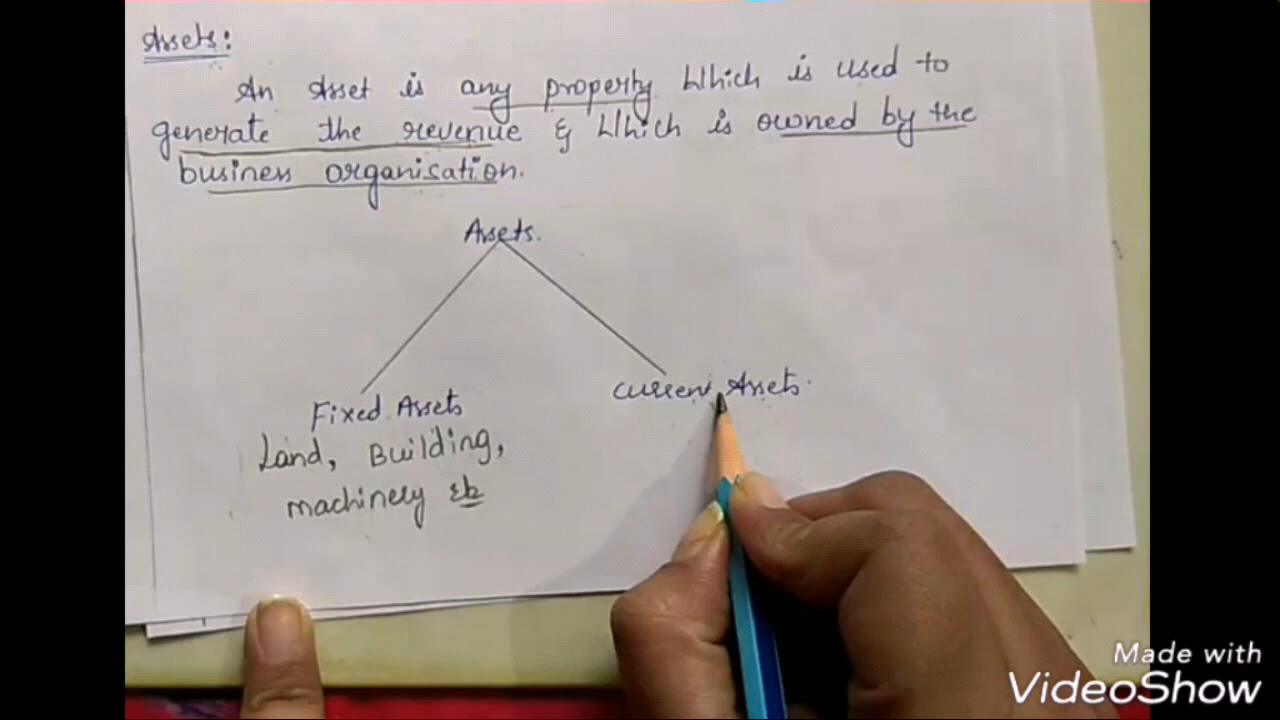 Assets:
An Asset is any property Which is used to
generate the revenue & Which is owned by the
business organisation.
Assets.
Fixed Assets
Current Assets.
Land, Building,
machinery etc
Made with
VideoShow